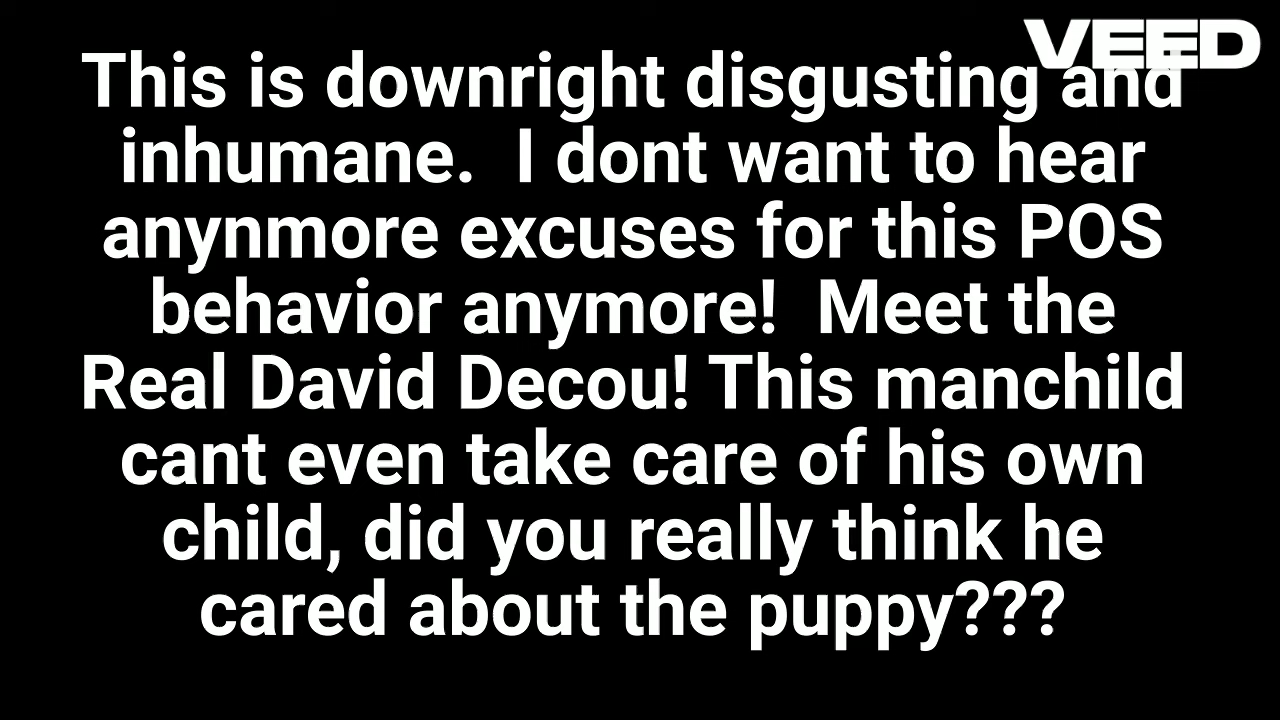 VEED
This is downright disgusting and
inhumane.  I dont want to hear
anynmore excuses for this POS
behavior anymore!  Meet the
Real David Decou! This manchild
cant even take care of his own
child, did you really think he
cared about the puppy???